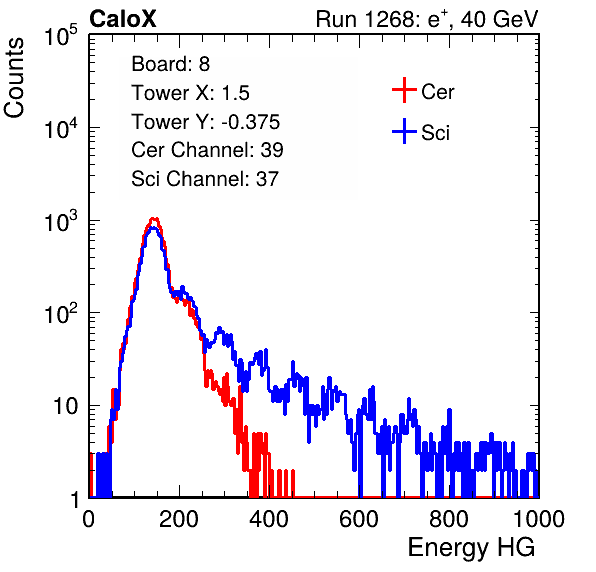 CaloX Run 1268: e⁺, 40 GeV
Counts
10⁵
10⁴
10³
10²
10
1
Board: 8
Tower X: 1.5
Tower Y: -0.375
Cer Channel: 39
Sci Channel: 37
Cer
Sci
0 200 400 600 800 1000
Energy HG